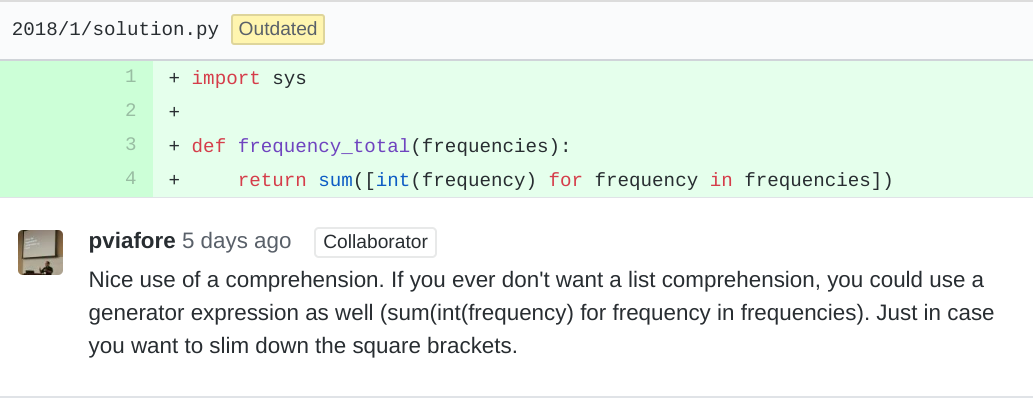 2018/1/solution.py Outdated
1 + import sys
2 +
3 + def frequency_total(frequencies):
4 + return sum([int(frequency) for frequency in frequencies])
pviafore 5 days ago Collaborator
Nice use of a comprehension. If you ever don't want a list comprehension, you could use a
generator expression as well (sum(int(frequency) for frequency in frequencies). Just in case
you want to slim down the square brackets.